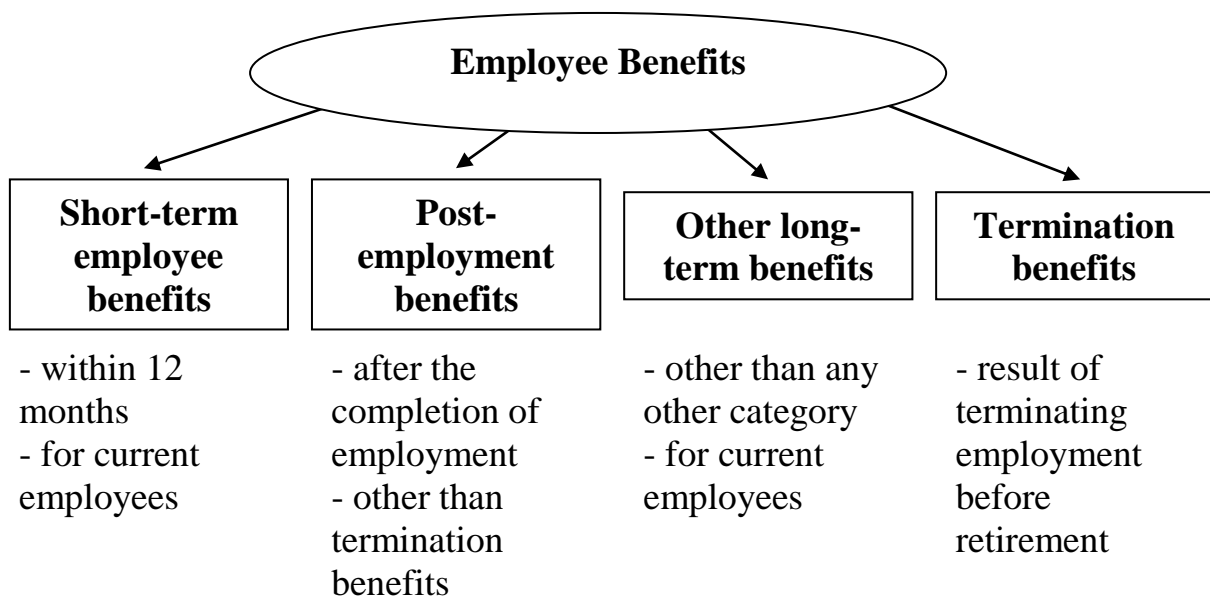 Employee Benefits
Short-term
employee
benefits
Post-
employment
benefits
Other long-
term benefits
Termination
benefits
- within 12
months
- for current
employees
- after the
completion of
employment
- other than
termination
benefits
- other than any
other category
- for current
employees
- result of
terminating
employment
before
retirement